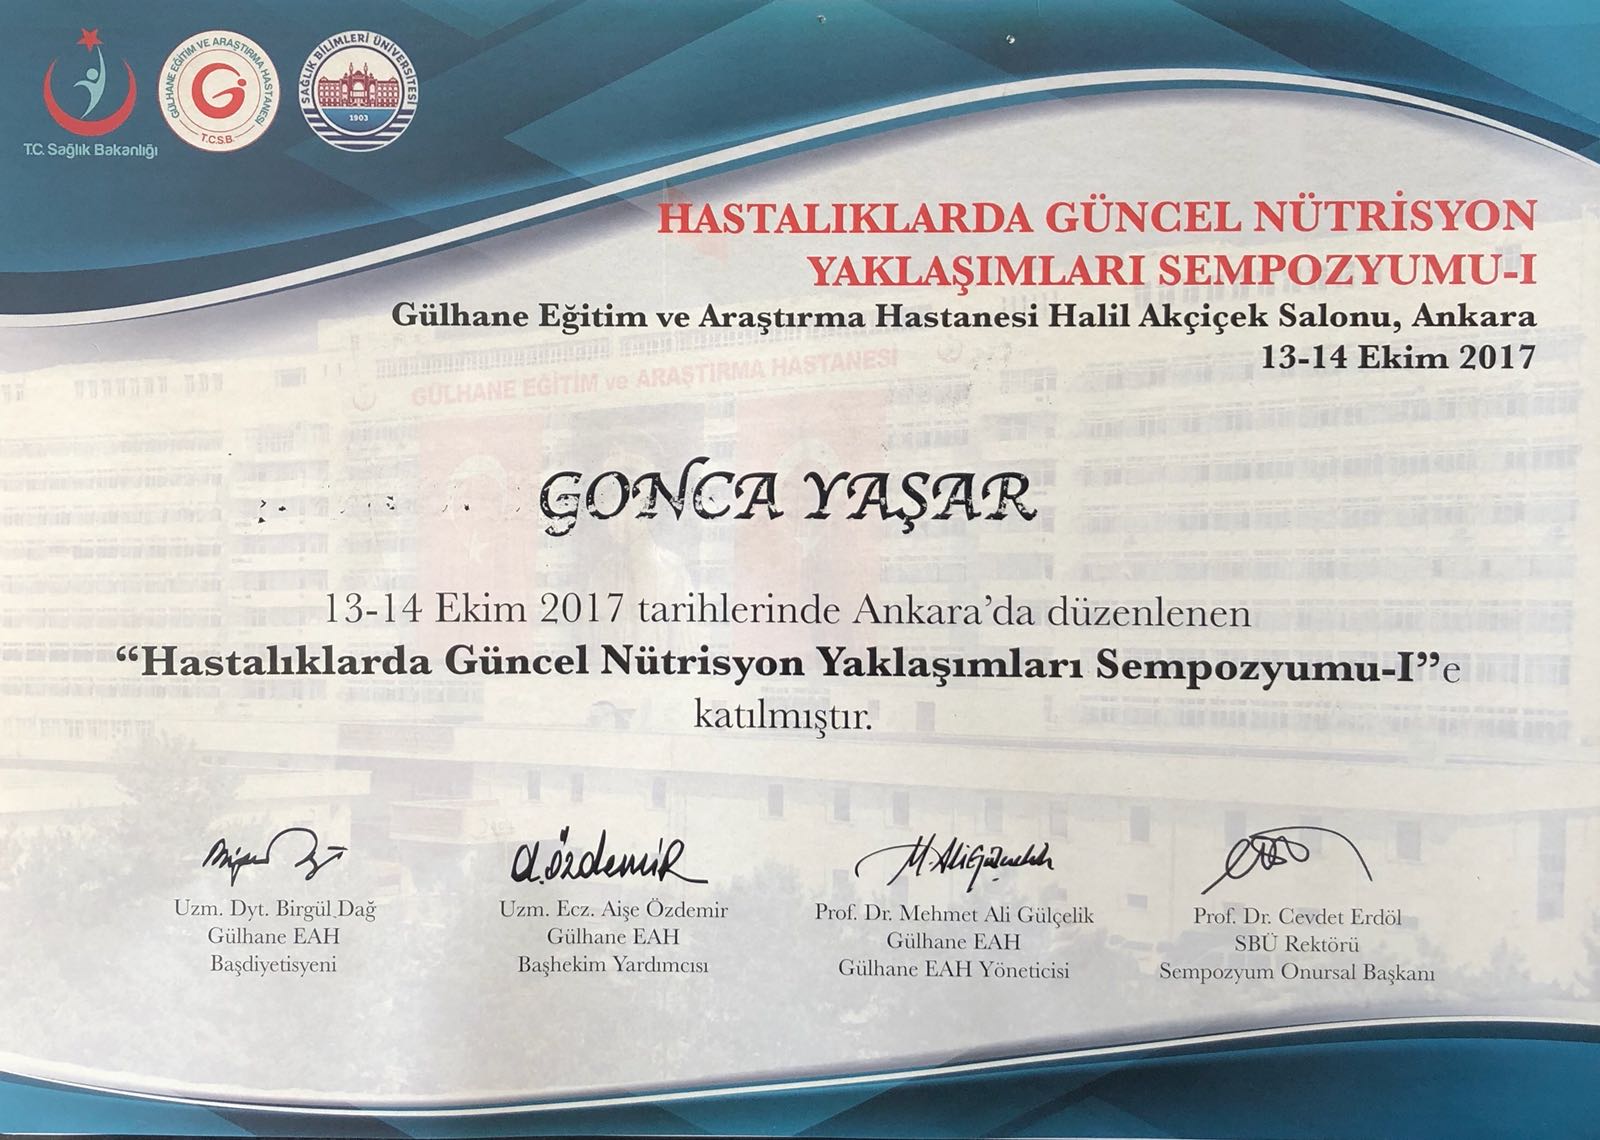 T.C. Sağlık Bakanlığı
GÜLHANE EĞİTİM VE ARAŞTIRMA HASTANESİ
T.C.S.B.
SAĞLIK BİLİMLERİ ÜNİVERSİTESİ
1903
HASTALIKLARDA GÜNCEL NÜTRİSYON
YAKLAŞIMLARI SEMPOZYUMU-I
Gülhane Eğitim ve Araştırma Hastanesi Halil Akçiçek Salonu, Ankara
13-14 Ekim 2017
GÜLHANE EĞİTİM ve ARAŞTIRMA HASTANESİ
GONCA YAŞAR
13-14 Ekim 2017 tarihlerinde Ankara’da düzenlenen
“Hastalıklarda Güncel Nütrisyon Yaklaşımları Sempozyumu-I”e
katılmıştır.
A.Özdemir
Uzm. Dyt. Birgül Dağ
Gülhane EAH
Başdiyetisyeni
Uzm. Ecz. Aişe Özdemir
Gülhane EAH
Başhekim Yardımcısı
Prof. Dr. Mehmet Ali Gülçelik
Gülhane EAH
Gülhane EAH Yöneticisi
Prof. Dr. Cevdet Erdöl
SBÜ Rektörü
Sempozyum Onursal Başkanı